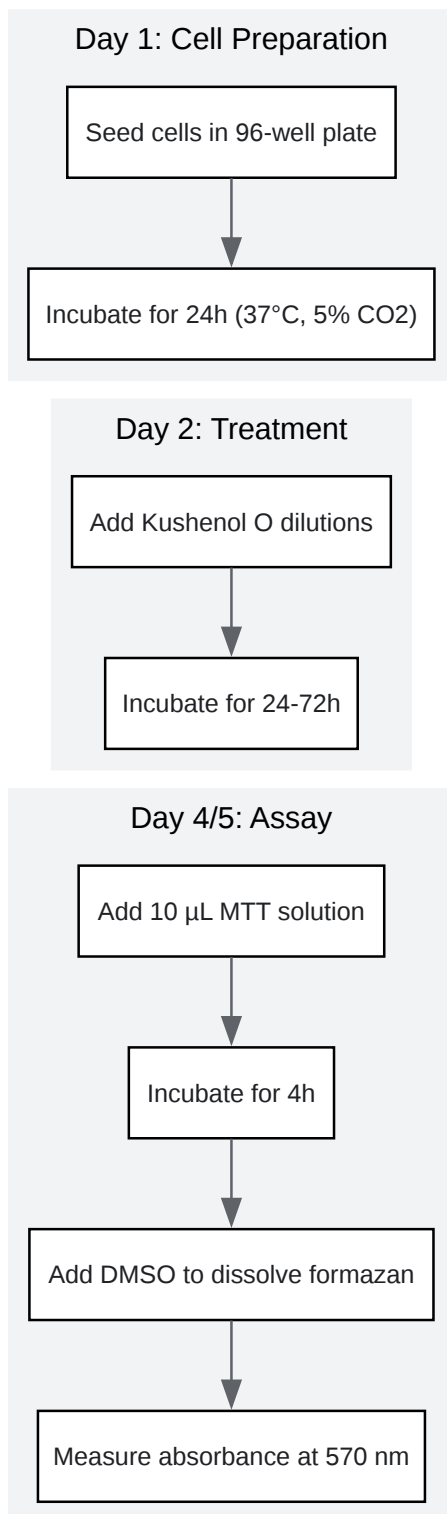 Day 1: Cell Preparation
Seed cells in 96-well plate
Incubate for 24h (37°C, 5% CO2)
Day 2: Treatment
Add Kushenol O dilutions
Incubate for 24-72h
Day 4/5: Assay
Add 10 µL MTT solution
Incubate for 4h
Add DMSO to dissolve formazan
Measure absorbance at 570 nm